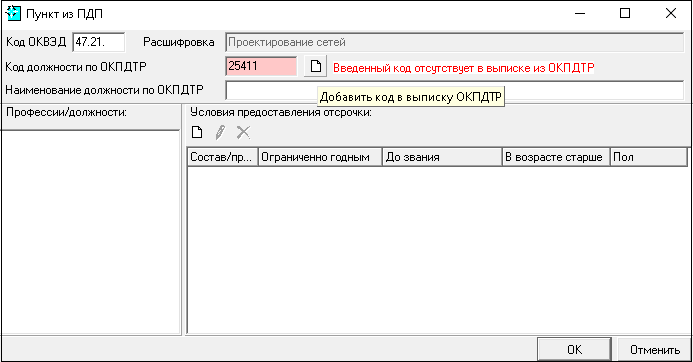 Пункт из ПДП
Код ОКВЭД 47.21. Расшифровка Проектирование сетей
Код должности по ОКПДТР 25411 Введенный код отсутствует в выписке из ОКПДТР
Наименование должности по ОКПДТР
Добавить код в выписку ОКПДТР
Профессии/должности: Условия предоставления отсрочки:
Состав/пр... Ограниченно годным До звания В возрасте старше Пол
ОК Отменить